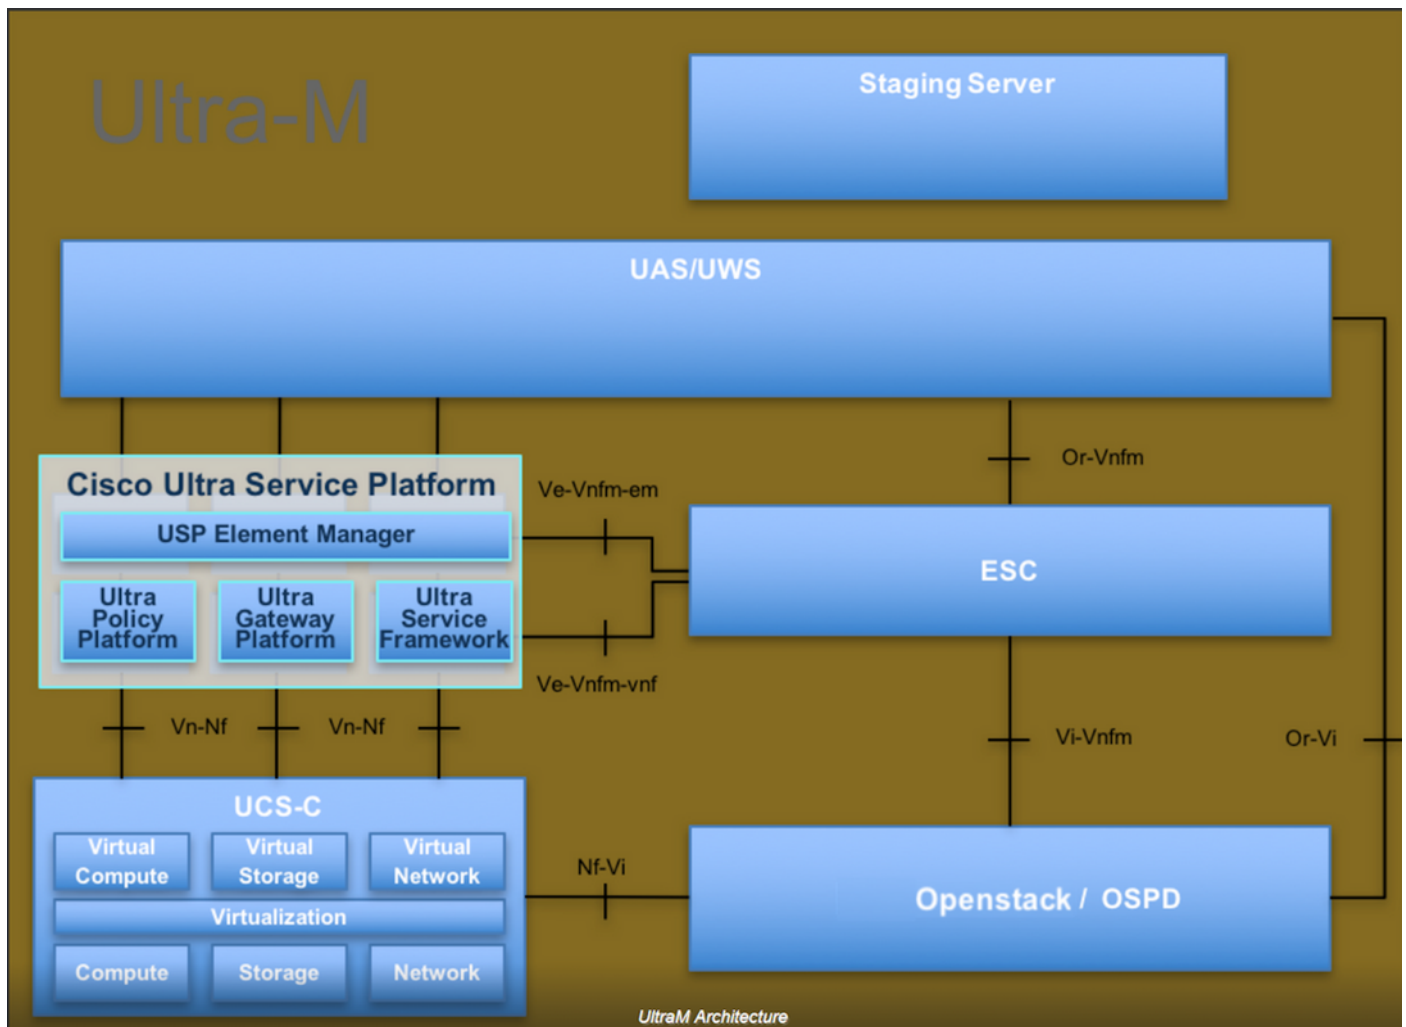 Ultra-M
Staging Server
UAS/UWS
Or-Vnfm
Cisco Ultra Service Platform
Ve-Vnfm-em
USP Element Manager
ESC
Ultra
Policy
Platform
Ultra
Gateway
Platform
Ultra
Service
Framework
Ve-Vnfm-vnf
Vn-Nf
Vn-Nf
Vi-Vnfm
Or-Vi
UCS-C
Virtual
Compute
Virtual
Storage
Virtual
Network
Nf-Vi
Openstack / OSPD
Virtualization
Compute
Storage
Network
UltraM Architecture